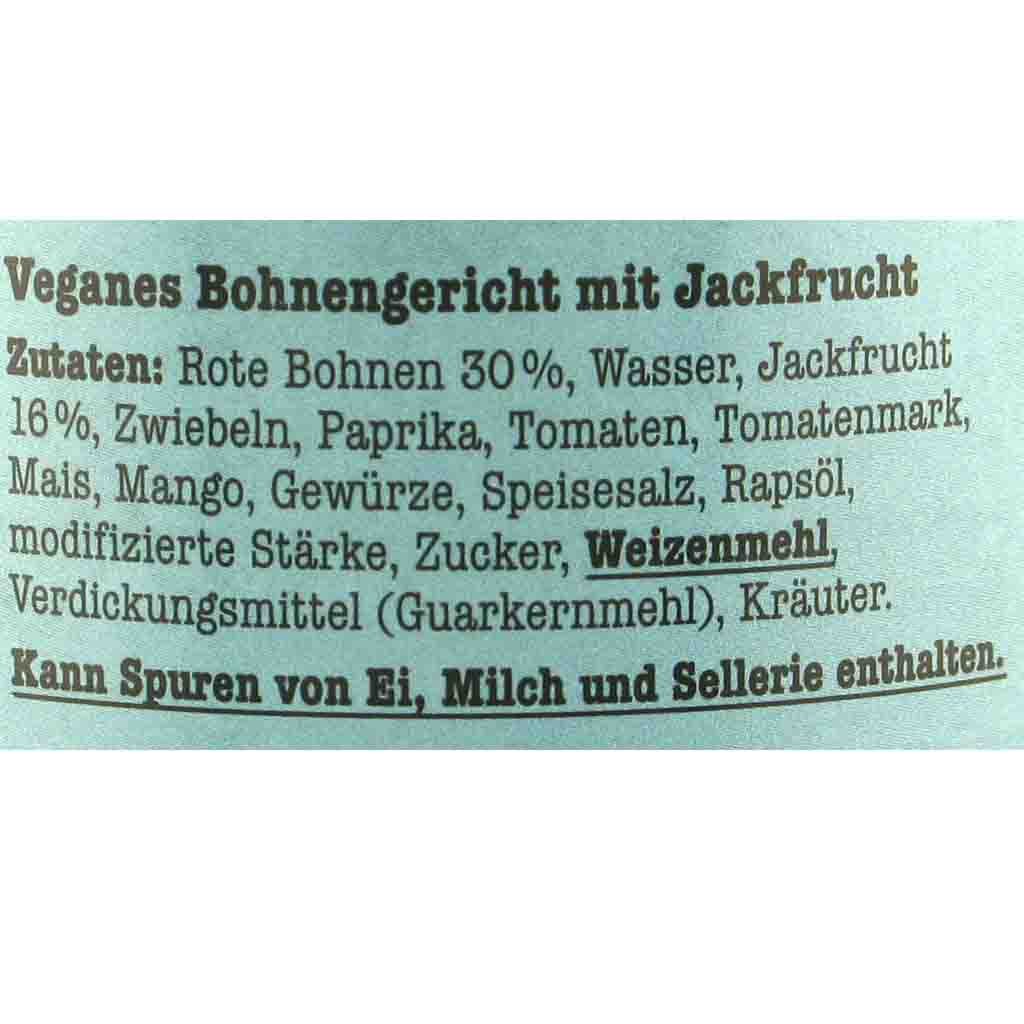 Veganes Bohnengericht mit Jackfrucht
Zutaten: Rote Bohnen 30 %, Wasser, Jackfrucht
16 %, Zwiebeln, Paprika, Tomaten, Tomatenmark,
Mais, Mango, Gewürze, Speisesalz, Rapsöl,
modifizierte Stärke, Zucker, Weizenmehl,
Verdickungsmittel (Guarkernmehl), Kräuter.
Kann Spuren von Ei, Milch und Sellerie enthalten.